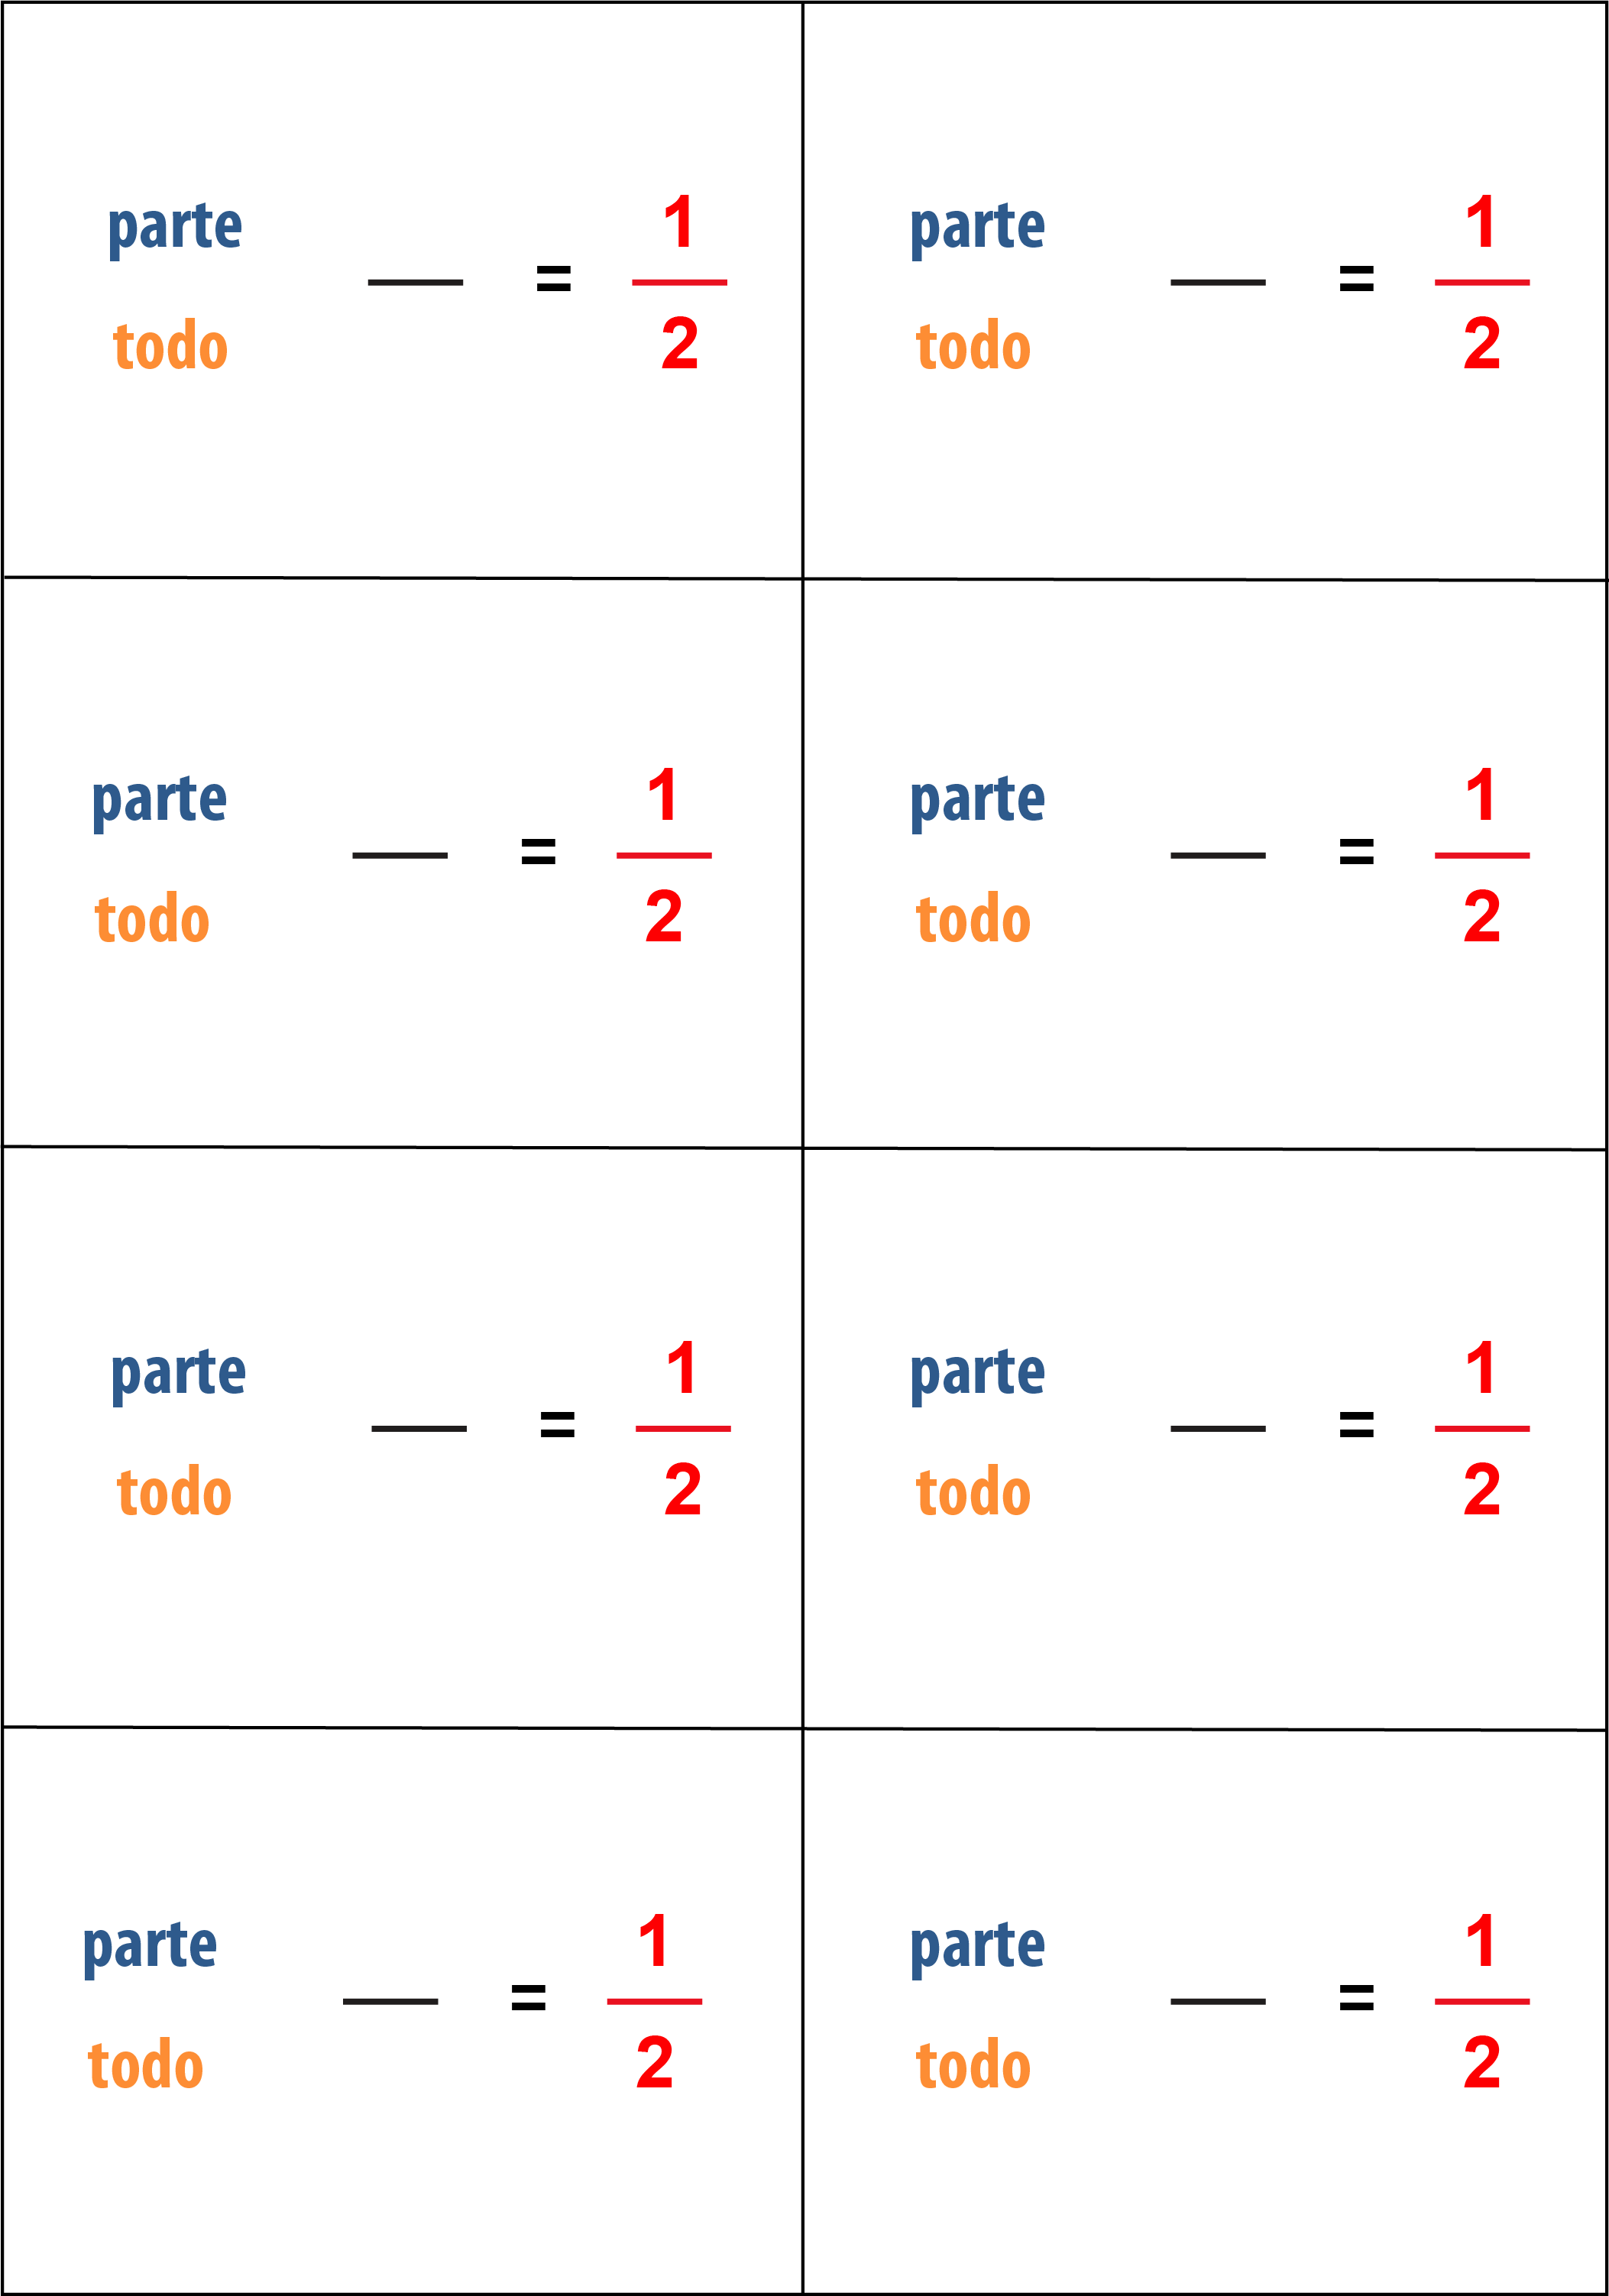 parte — = 1
todo 2
parte — = 1
todo 2
parte — = 1
todo 2
parte — = 1
todo 2
parte — = 1
todo 2
parte — = 1
todo 2
parte — = 1
todo 2
parte — = 1
todo 2